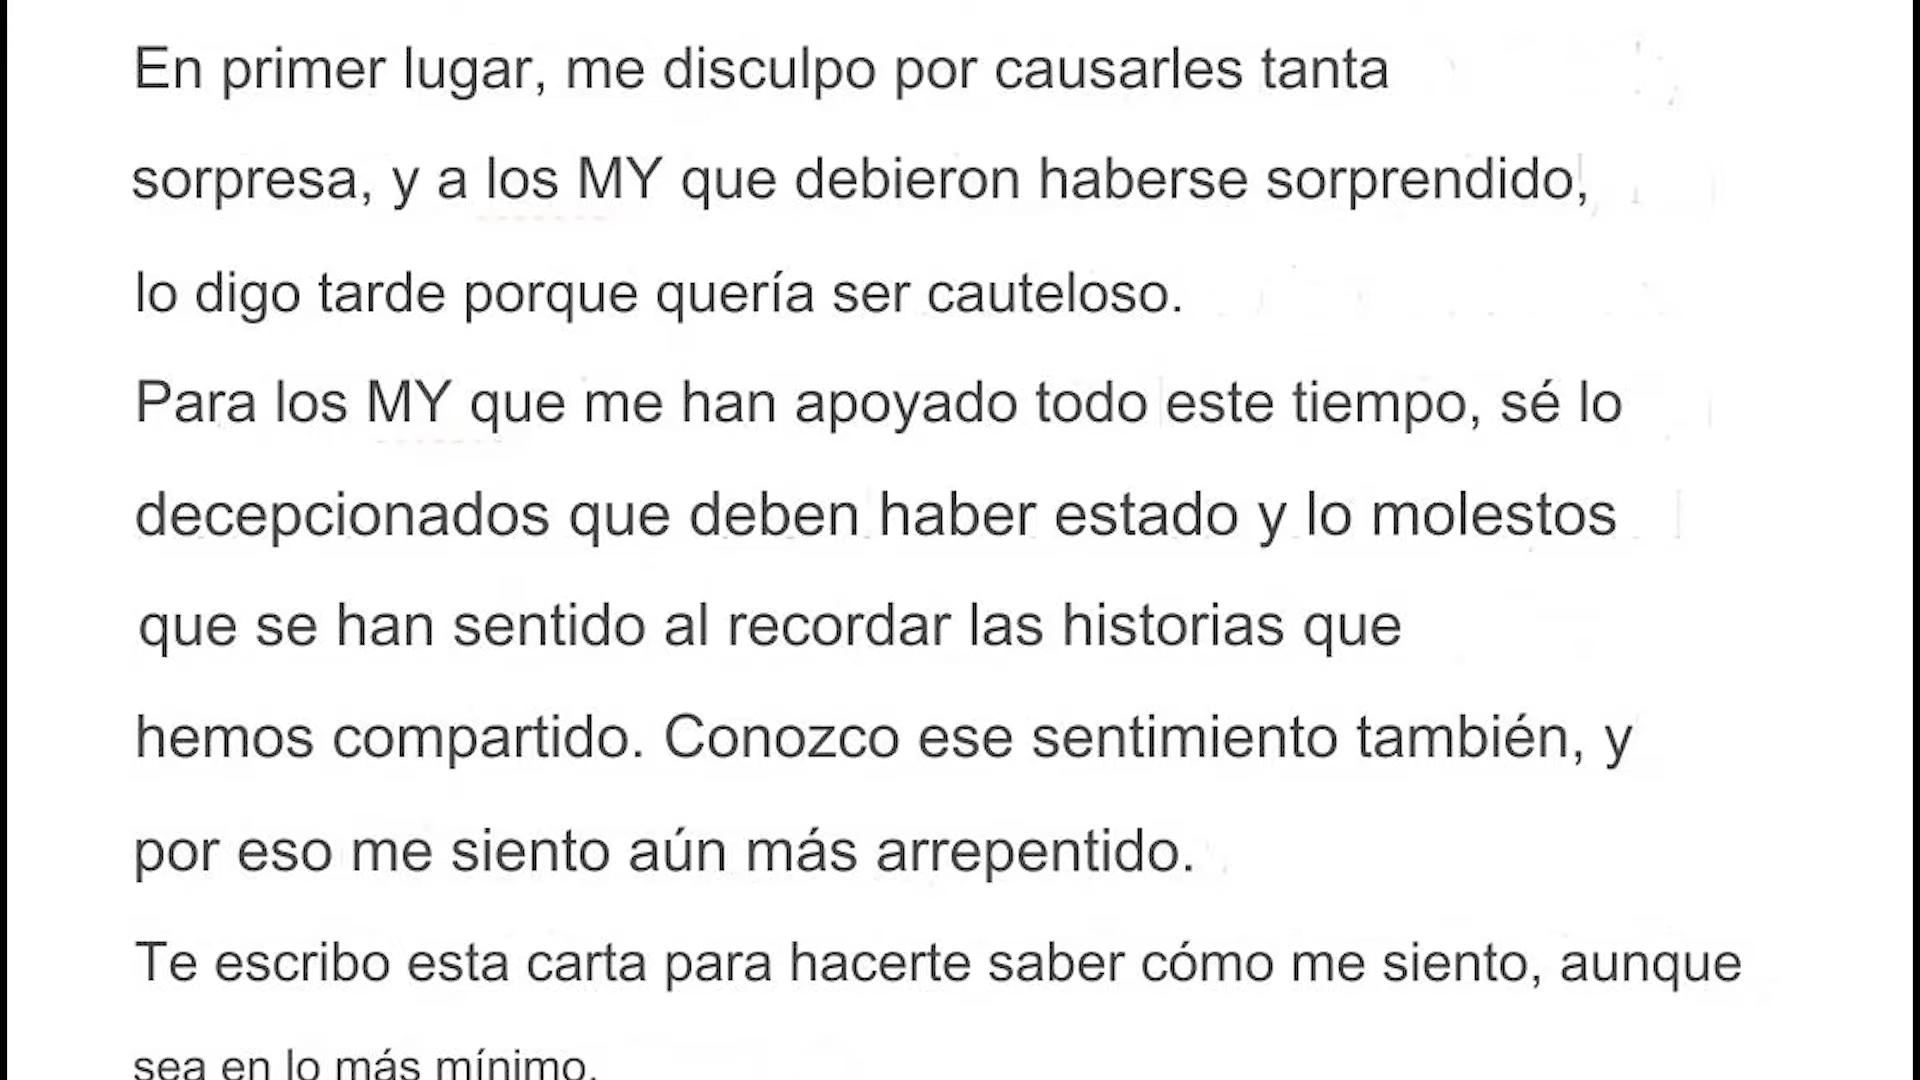 En primer lugar, me disculpo por causarles tanta
sorpresa, y a los MY que debieron haberse sorprendido,
lo digo tarde porque quería ser cauteloso.
Para los MY que me han apoyado todo este tiempo, sé lo
decepcionados que deben haber estado y lo molestos
que se han sentido al recordar las historias que
hemos compartido. Conozco ese sentimiento también, y
por eso me siento aún más arrepentido.
Te escribo esta carta para hacerte saber cómo me siento, aunque
sea en lo más mínimo.